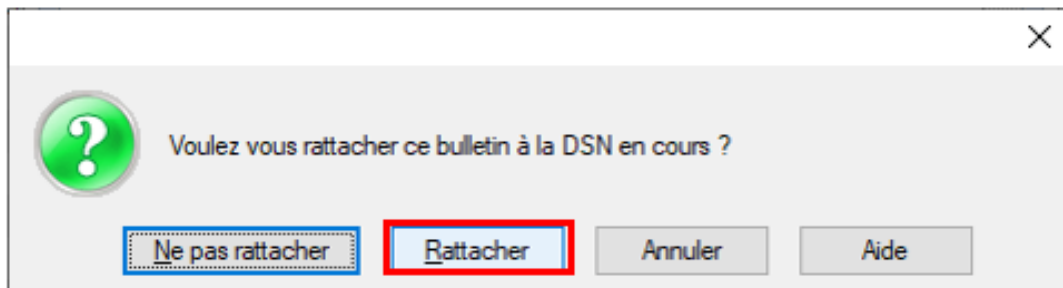 Voulez vous rattacher ce bulletin à la DSN en cours ?
Ne pas rattacher Rattacher Annuler Aide